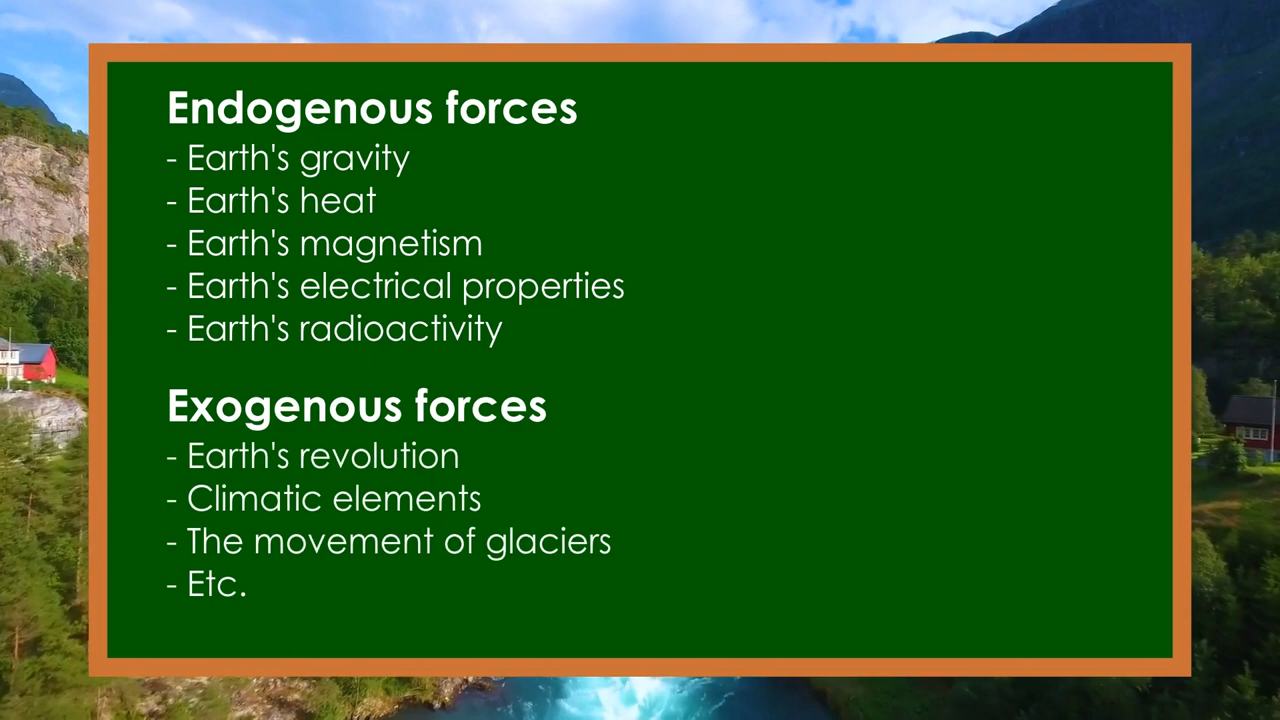 Endogenous forces
- Earth's gravity
- Earth's heat
- Earth's magnetism
- Earth's electrical properties
- Earth's radioactivity
Exogenous forces
- Earth's revolution
- Climatic elements
- The movement of glaciers
- Etc.